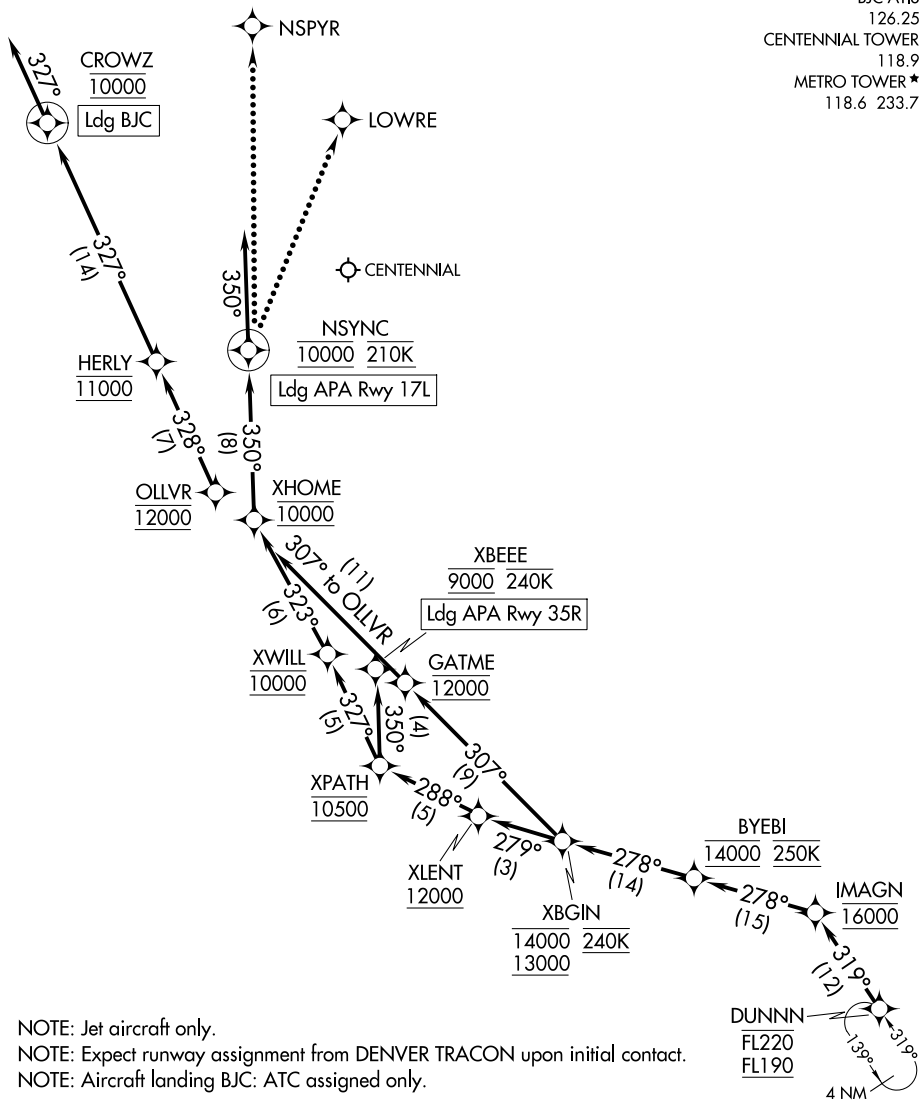 126.25
CENTENNIAL TOWER
118.9
METRO TOWER★
118.6 233.7
NSPYR
327°
CROWZ
10000
Ldg BJC
LOWRE
327°
(14)
350°
CENTENNIAL
NSYNC
10000 210K
Ldg APA Rwy 17L
HERLY
11000
328°
(7)
350°
(8)
OLLVR
12000
XHOME
10000
307° to OLLVR
(11)
XBEEE
9000 240K
Ldg APA Rwy 35R
323°
(6)
XWILL
10000
GATME
12000
327°
(5)
350°
(4)
307°
(9)
XPATH
10500
288°
(5)
BYEBI
14000 250K
XLENT
12000
279°
(3)
278°
(14)
XBGIN
14000 240K
13000
278°
(15)
IMAGN
16000
319°
(12)
DUNNN
FL220
FL190
319°
139°
4 NM
NOTE: Jet aircraft only.
NOTE: Expect runway assignment from DENVER TRACON upon initial contact.
NOTE: Aircraft landing BJC: ATC assigned only.